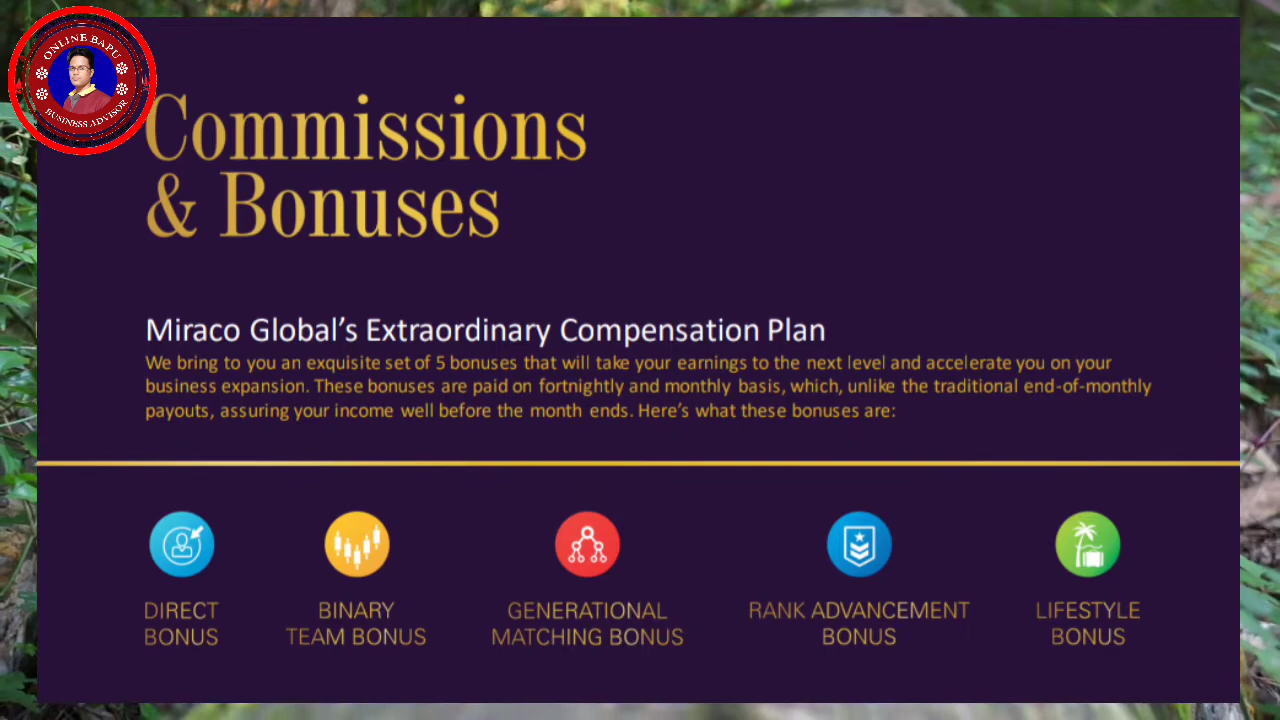 ONLINE BAPU
BUSINESS ADVISOR
Commissions
& Bonuses
Miraco Global's Extraordinary Compensation Plan
We bring to you an exquisite set of 5 bonuses that will take your earnings to the next level and accelerate you on your
business expansion. These bonuses are paid on fortnightly and monthly basis, which, unlike the traditional end-of-monthly
payouts, assuring your income well before the month ends. Here's what these bonuses are:
DIRECT
BONUS
BINARY
TEAM BONUS
GENERATIONAL
MATCHING BONUS
RANK ADVANCEMENT
BONUS
LIFESTYLE
BONUS